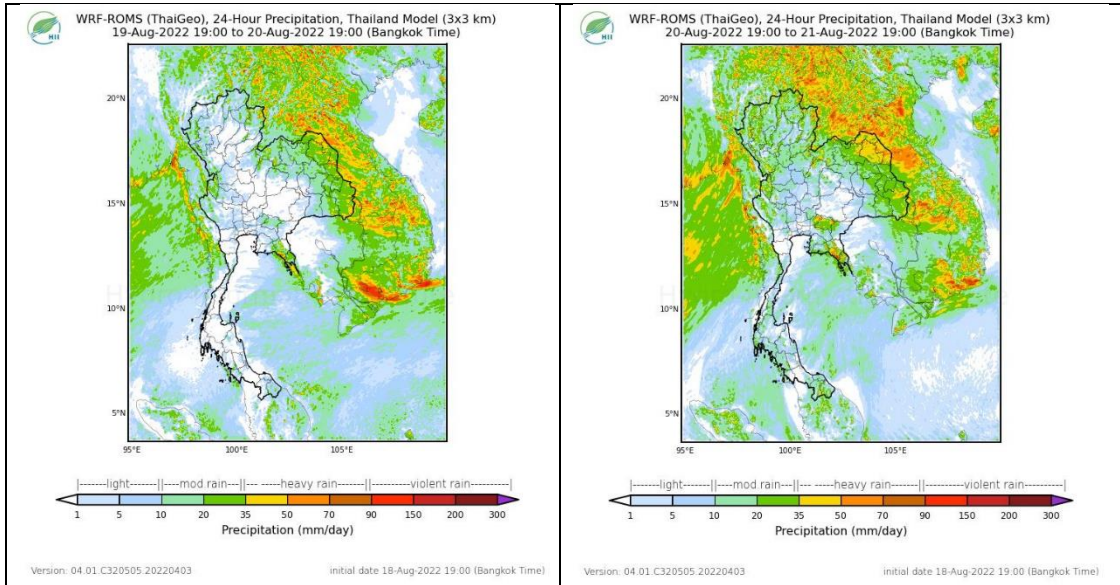 HII
WRF-ROMS (ThaiGeo), 24-Hour Precipitation, Thailand Model (3x3 km)
19-Aug-2022 19:00 to 20-Aug-2022 19:00 (Bangkok Time)
20°N
15°N
10°N
5°N
95°E 100°E 105°E
|-------light------||----mod rain---||--- ----heavy rain---||----------violent rain---------|
1 5 10 20 35 50 70 90 150 200 300
Precipitation (mm/day)
Version: 04.01.C320505.20220403 initial date 18-Aug-2022 19:00 (Bangkok Time)
HII
WRF-ROMS (ThaiGeo), 24-Hour Precipitation, Thailand Model (3x3 km)
20-Aug-2022 19:00 to 21-Aug-2022 19:00 (Bangkok Time)
20°N
15°N
10°N
5°N
95°E 100°E 105°E
|-------light------||----mod rain---||--- ----heavy rain---||----------violent rain---------|
1 5 10 20 35 50 70 90 150 200 300
Precipitation (mm/day)
Version: 04.01.C320505.20220403 initial date 18-Aug-2022 19:00 (Bangkok Time)